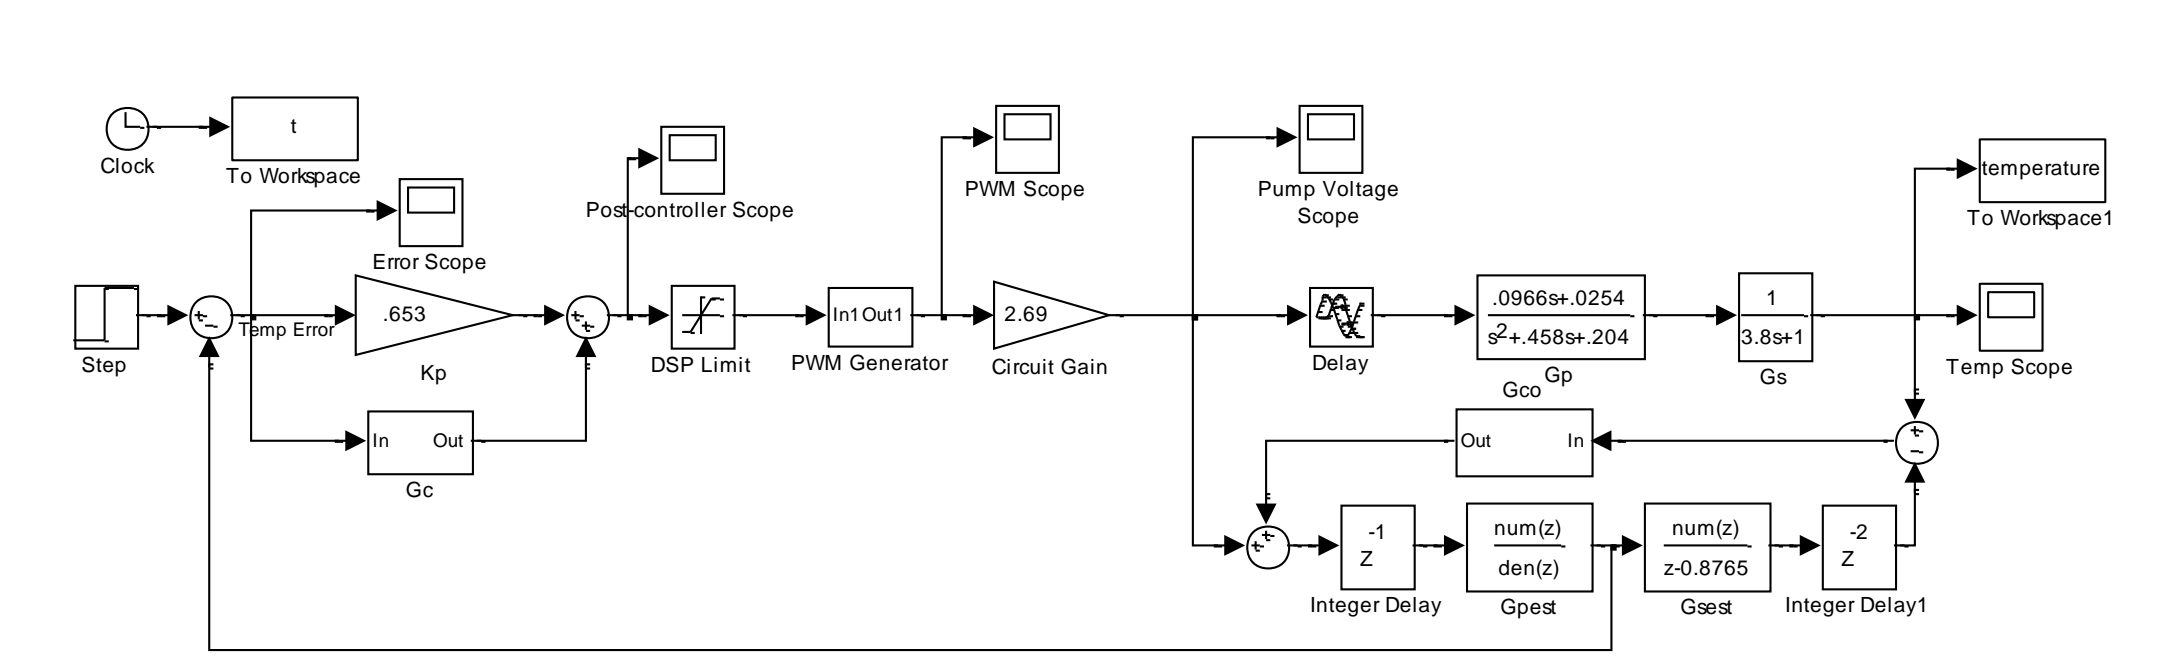 t
Clock
To Workspace
PWM Scope
Pump Voltage
Scope
temperature
To Workspace1
Post-controller Scope
Error Scope
Step
+
−
Temp Error
.653
Kp
+
+
DSP Limit
In1 Out1
PWM Generator
2.69
Circuit Gain
Delay
.0966s+.0254
s2+.458s+.204
Gp
1
3.8s+1
Gs
Temp Scope
In Out
Gc
Gco
Out In
+
−
+
+
-1
Z
Integer Delay
num(z)
den(z)
Gpest
num(z)
z-0.8765
Gsest
-2
Z
Integer Delay1